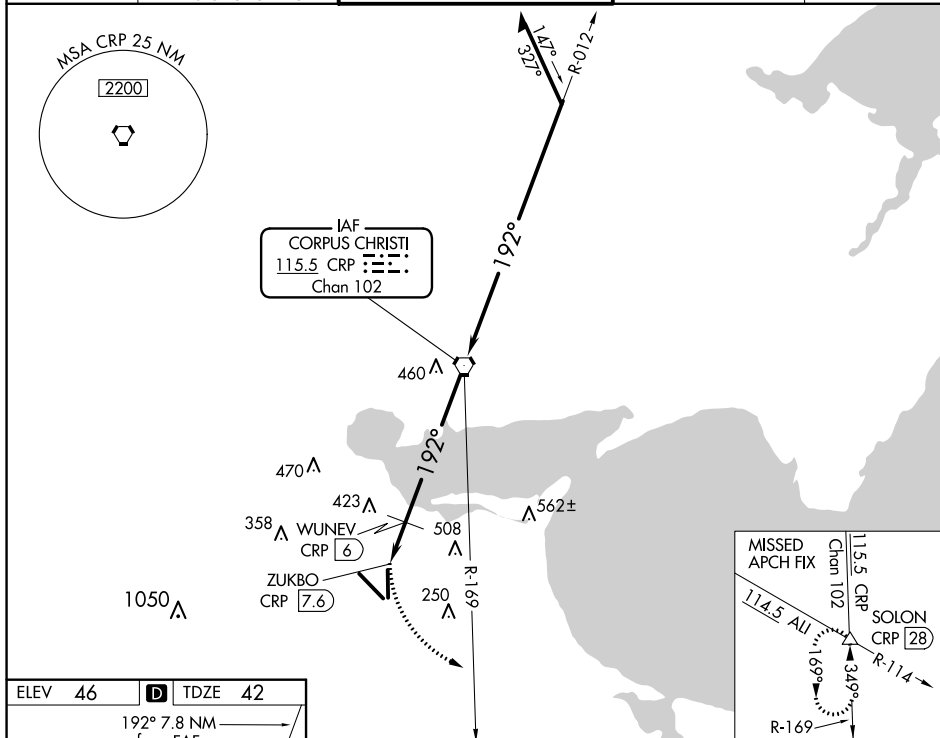 MSA CRP 25 NM
2200
147°
327°
R-012
192°
IAF
CORPUS CHRISTI
115.5 CRP
Chan 102
460
192°
470
423
562±
358
WUNEV
CRP 6
508
ZUKBO
CRP 7.6
R-169
1050
250
MISSED
APCH FIX
115.5 CRP
Chan 102
114.5 ALI
SOLON
CRP 28
R-114
169°
349°
R-169
ELEV 46 D TDZE 42
192° 7.8 NM